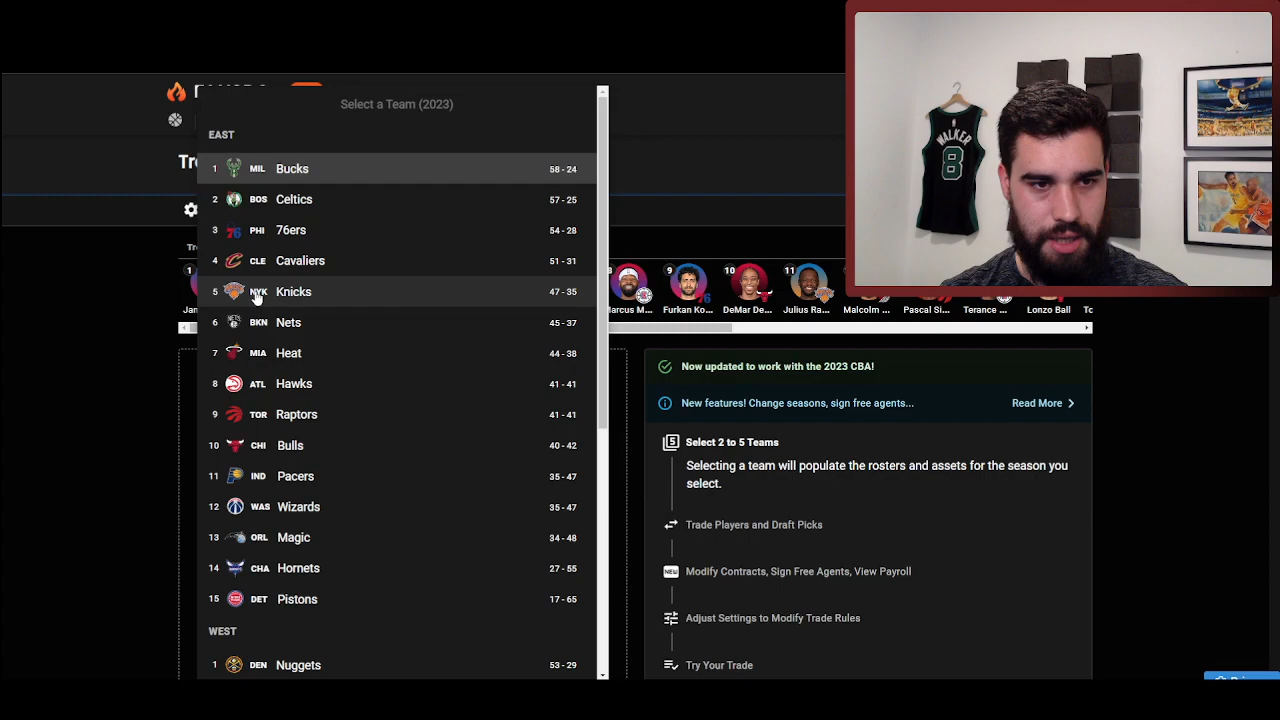 Select a Team (2023)
EAST
1 MIL Bucks 58 - 24
2 BOS Celtics 57 - 25
3 PHI 76ers 54 - 28
4 CLE Cavaliers 51 - 31
5 NYK Knicks 47 - 35
6 BKN Nets 45 - 37
7 MIA Heat 44 - 38
8 ATL Hawks 41 - 41
9 TOR Raptors 41 - 41
10 CHI Bulls 40 - 42
11 IND Pacers 35 - 47
12 WAS Wizards 35 - 47
13 ORL Magic 34 - 48
14 CHA Hornets 27 - 55
15 DET Pistons 17 - 65
WEST
1 DEN Nuggets 53 - 29
WALKER
8
1 9 10 11
Marcus M... Furkan Ko... DeMar De... Julius Ra... Malcolm ... Pascal Si... Terance ... Lonzo Ball
Now updated to work with the 2023 CBA!
New features! Change seasons, sign free agents... Read More
5 Select 2 to 5 Teams
Selecting a team will populate the rosters and assets for the season you
select.
Trade Players and Draft Picks
NEW Modify Contracts, Sign Free Agents, View Payroll
Adjust Settings to Modify Trade Rules
Try Your Trade